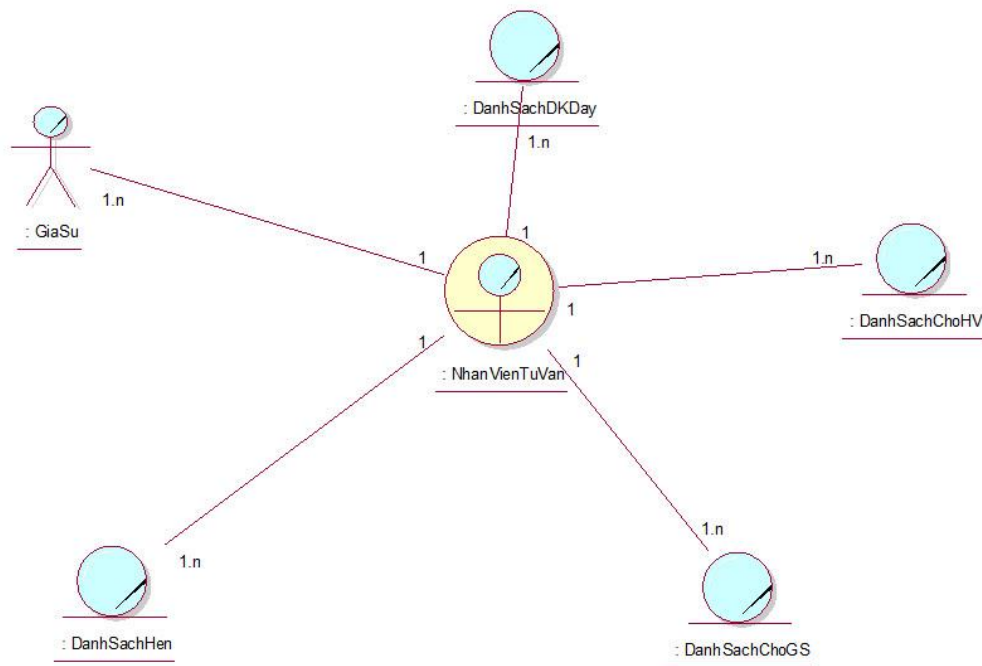 : DanhSachDKDay
1.n
: GiaSu
1.n
1
1
1.n
1
: DanhSachChoHV
1
: NhanVienTuVan
1
1.n
: DanhSachHen
1.n
: DanhSachChoGS